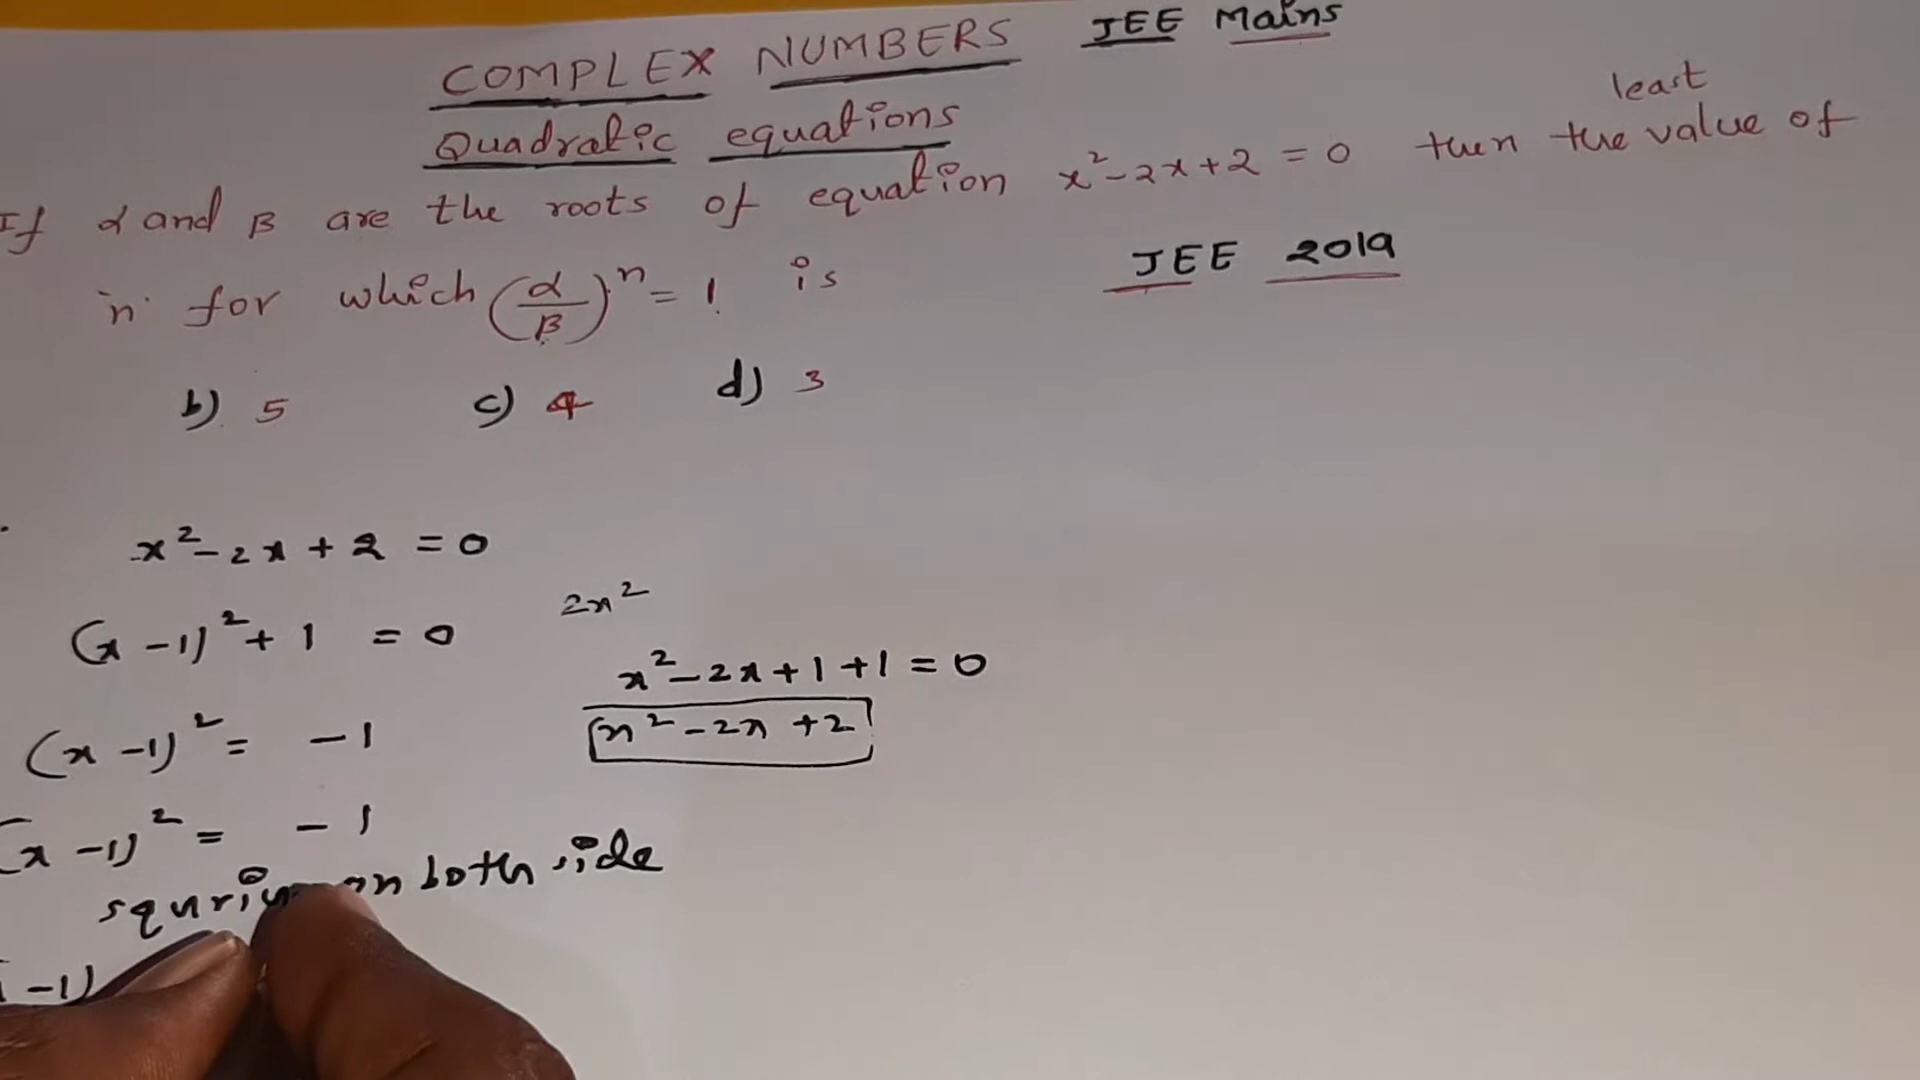 COMPLEX NUMBERS JEE Mains
Quadratic equations
least
If α and β are the roots of equation x²-2x+2 = 0 then the value of
'n' for which (α/β)ⁿ = 1 is
JEE 2019
b) 5 c) 4 d) 3
x²-2x+2 = 0
2x²
(x-1)²+1 = 0
x²-2x+1+1 = 0
x²-2x+2
(x-1)² = -1
(x-1)² = -1
on both side
-1)